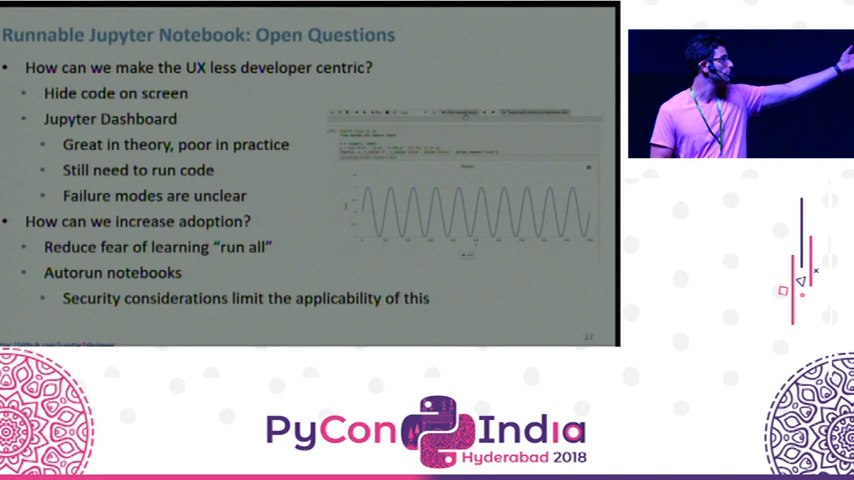 Runnable Jupyter Notebook: Open Questions
• How can we make the UX less developer centric?
• Hide code on screen
• Jupyter Dashboard
• Great in theory, poor in practice
• Still need to run code
• Failure modes are unclear
• How can we increase adoption?
• Reduce fear of learning “run all”
• Autorun notebooks
• Security considerations limit the applicability of this
27
PyCon India
Hyderabad 2018